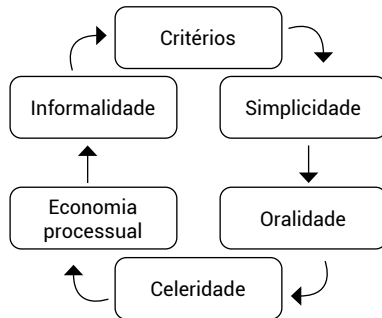 Critérios
Simplicidade
Oralidade
Celeridade
Economia
processual
Informalidade